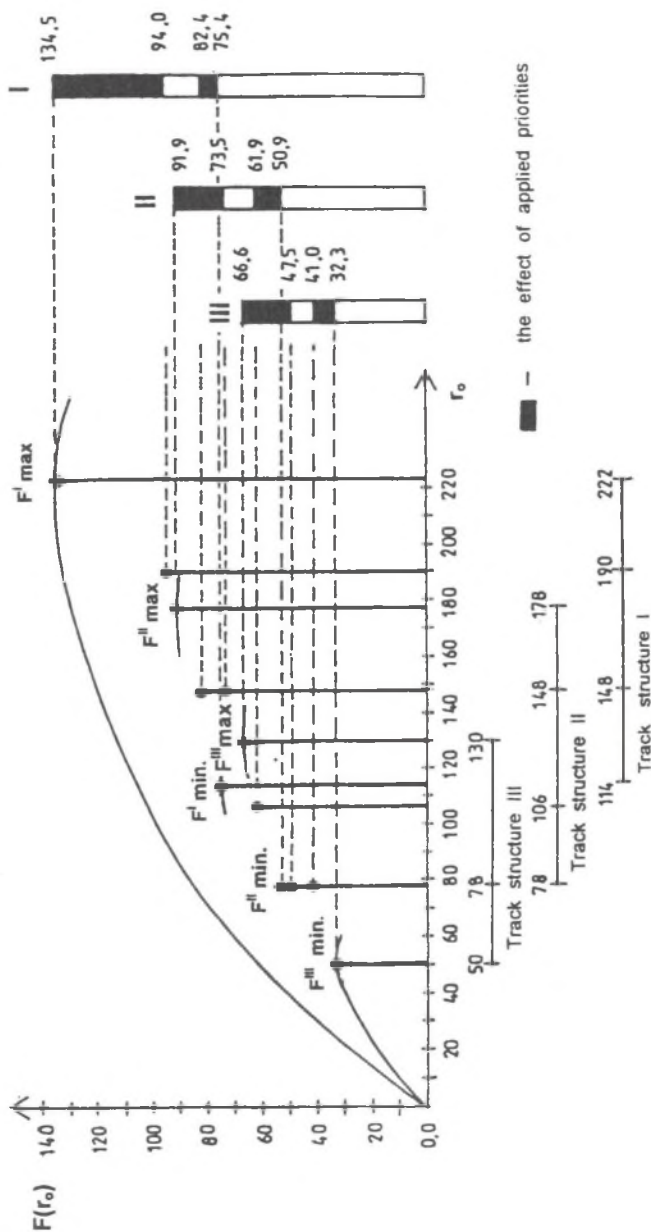 F(r₀)
140
120
100
80
60
40
20
0,0
20
40
60
80
100
120
140
160
180
190
200
220
r₀
Fᴵ max
Fᴵᴵ max
Fᴵᴵᴵ max
Fᴵ min.
Fᴵᴵ min.
Fᴵᴵᴵ min.
I
134,5
94,0
82,4
75,4
II
91,9
73,5
61,9
50,9
III
66,6
47,5
41,0
32,3
– the effect of applied priorities
50 78 130
Track structure III
78 106 148 178
Track structure II
114 148 190 222
Track structure I